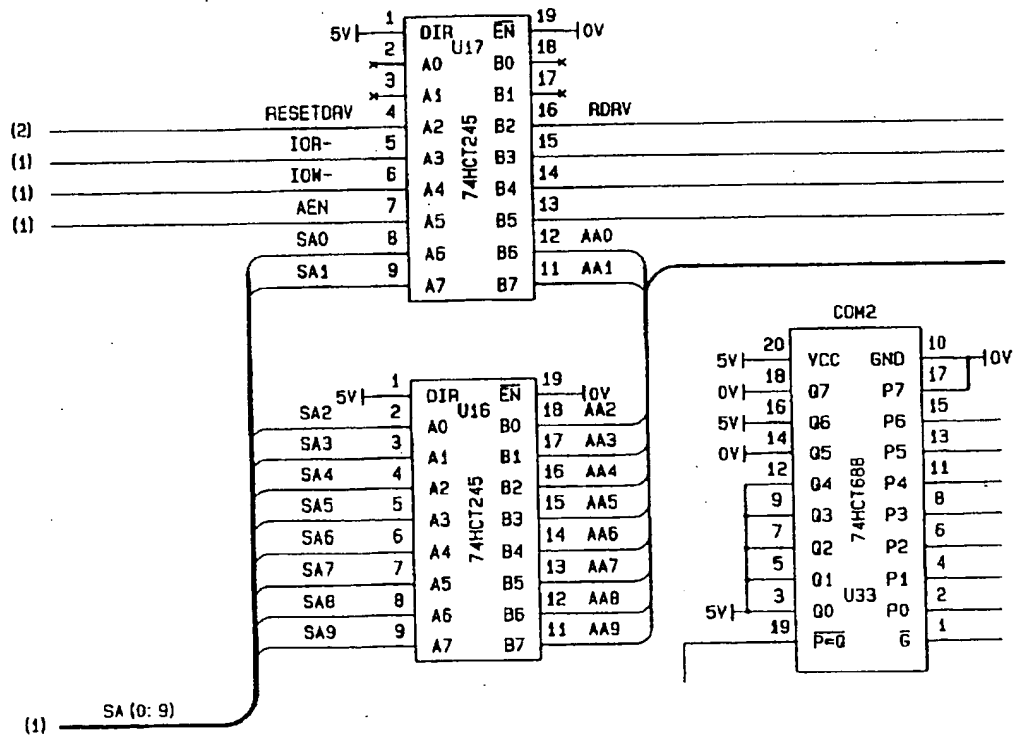 5V 1 DIR EN 19 0V
U17
2 A0 B0 18
3 A1 B1 17
(2) RESETDRV 4 A2 B2 16 RDRV
(1) IOR- 5 A3 B3 15
(1) IOW- 6 A4 B4 14
(1) AEN 7 A5 B5 13
SA0 8 A6 B6 12 AA0
SA1 9 A7 B7 11 AA1
74HCT245
5V 1 DIR EN 19 0V
U16
SA2 2 A0 B0 18 AA2
SA3 3 A1 B1 17 AA3
SA4 4 A2 B2 16 AA4
SA5 5 A3 B3 15 AA5
SA6 6 A4 B4 14 AA6
SA7 7 A5 B5 13 AA7
SA8 8 A6 B6 12 AA8
SA9 9 A7 B7 11 AA9
74HCT245
(1) SA (0: 9)
COM2
5V 20 VCC GND 10 0V
0V 18 Q7 P7 17
5V 16 Q6 P6 15
0V 14 Q5 P5 13
12 Q4 P4 11
9 Q3 P3 8
7 Q2 P2 6
5 Q1 P1 4
5V 3 Q0 P0 2
19 P=Q G 1
74HCT688
U33